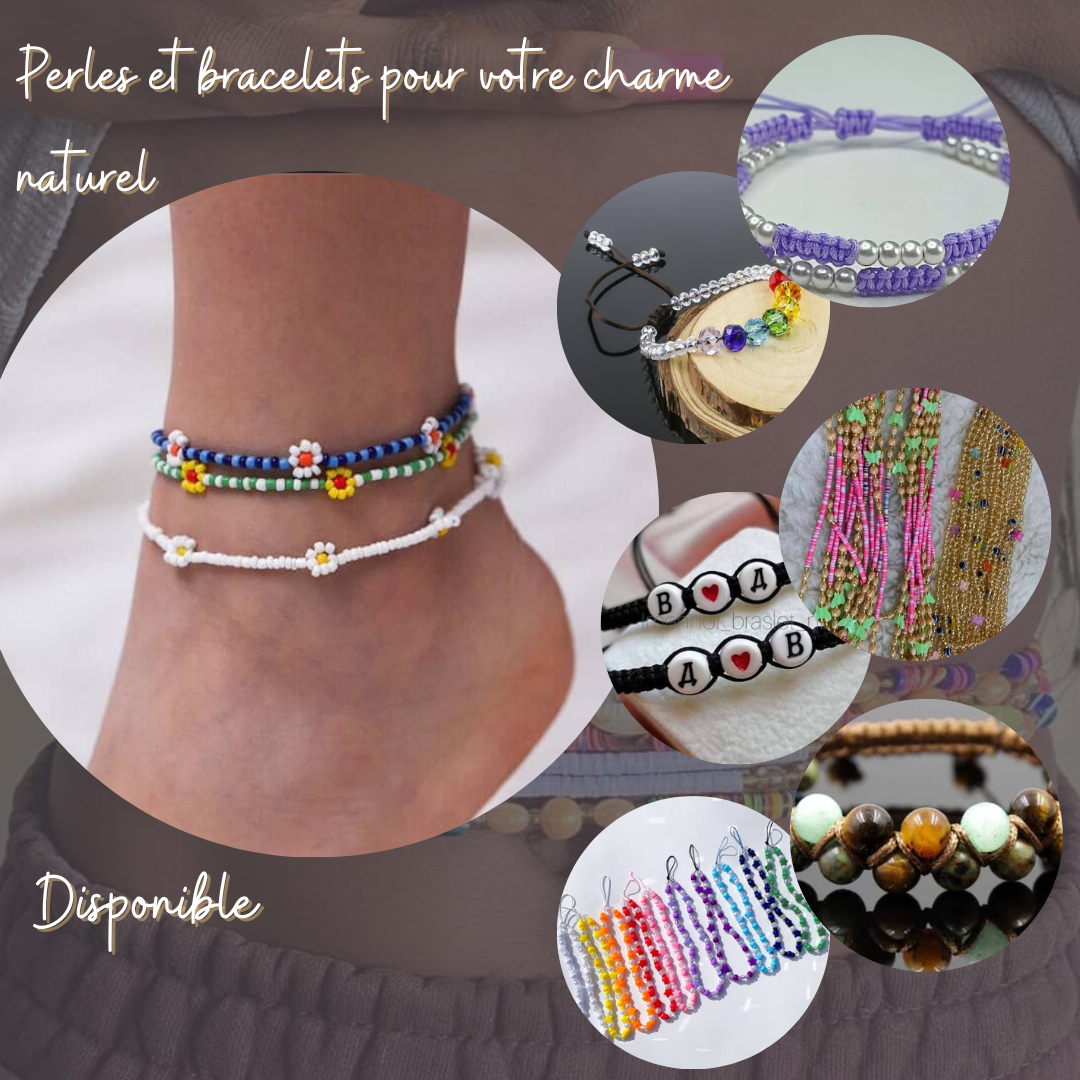 Perles et bracelets pour votre charme
naturel
В Д
Д В
Disponible